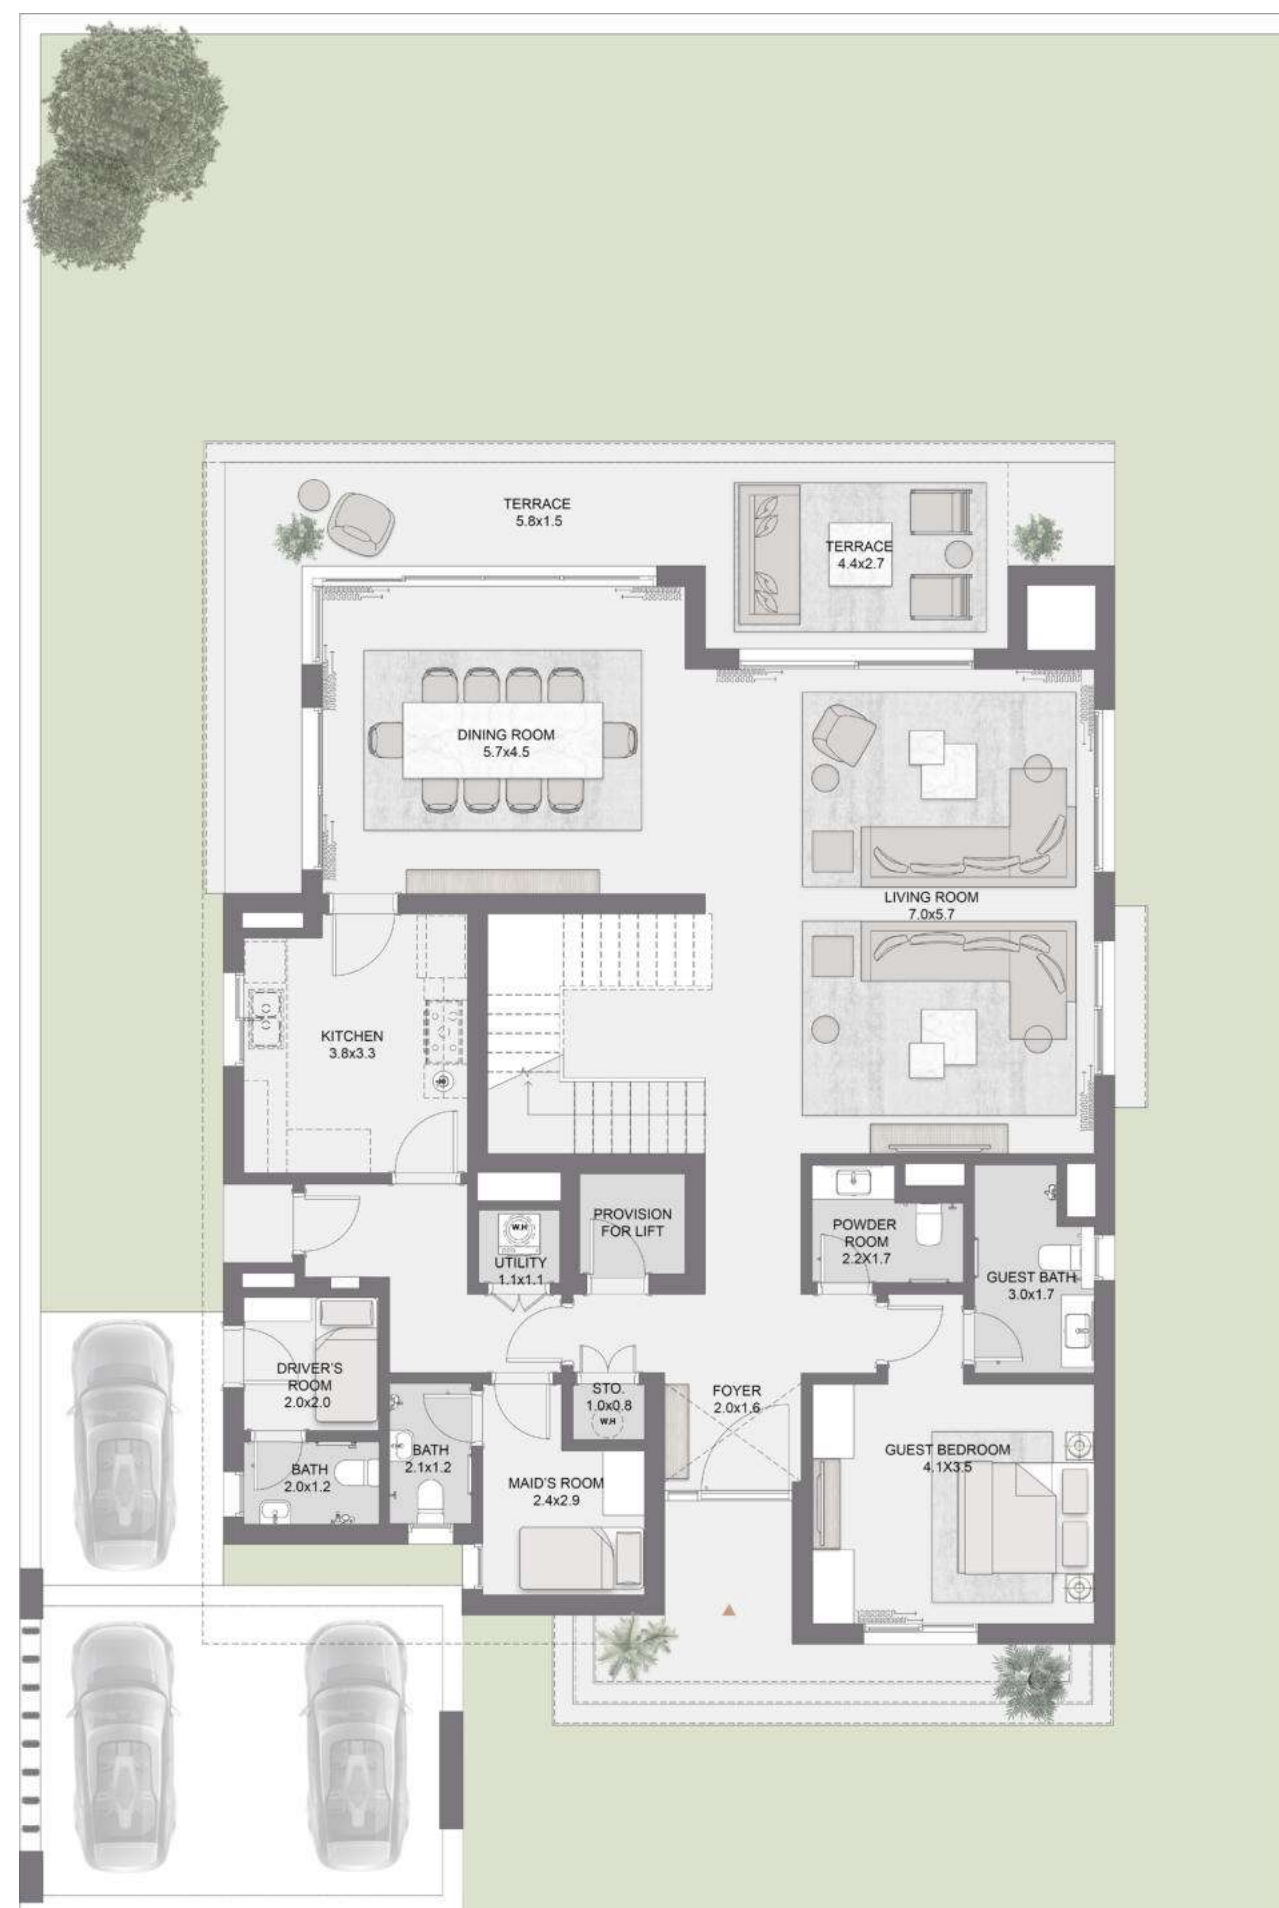 TERRACE
5.8x1.5
TERRACE
4.4x2.7
DINING ROOM
5.7x4.5
LIVING ROOM
7.0x5.7
KITCHEN
3.8x3.3
PROVISION
FOR LIFT
W.H
UTILITY
1.1x1.1
POWDER
ROOM
2.2X1.7
GUEST BATH
3.0x1.7
DRIVER'S
ROOM
2.0x2.0
STO.
1.0x0.8
W.H
FOYER
2.0x1.6
BATH
2.1x1.2
BATH
2.0x1.2
MAID'S ROOM
2.4x2.9
GUEST BEDROOM
4.1X3.5